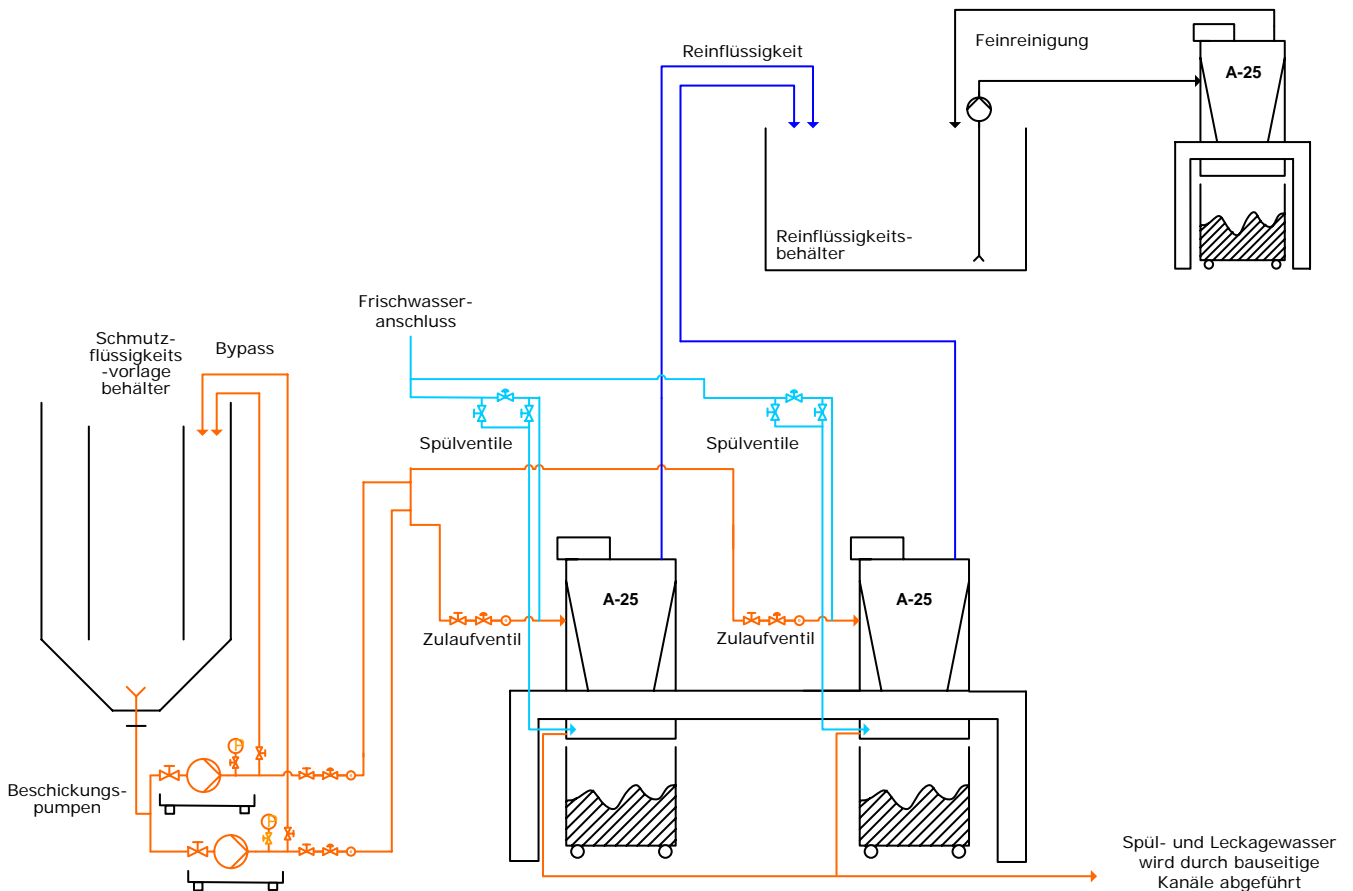 Reinflüssigkeit
Feinreinigung
A-25
Reinflüssigkeits-
behälter
Frischwasser-
anschluss
Schmutz-
flüssigkeits
-vorlage
behälter
Bypass
Spülventile
Spülventile
A-25
A-25
Zulaufventil
Zulaufventil
Beschickungs-
pumpen
Spül- und Leckagewasser
wird durch bauseitige
Kanäle abgeführt